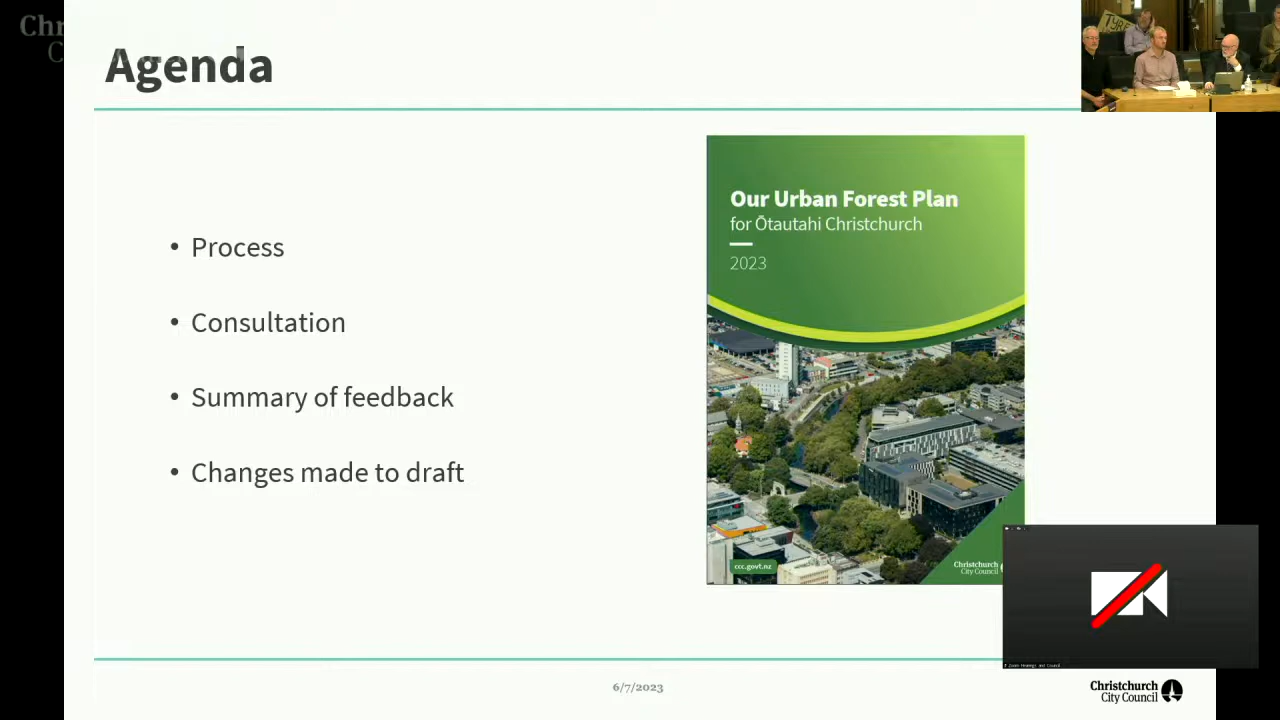 Agenda
Our Urban Forest Plan
for Ōtautahi Christchurch
2023
• Process
• Consultation
• Summary of feedback
• Changes made to draft
ccc.govt.nz
Christchurch
City Council
6/7/2023
Christchurch
City Council